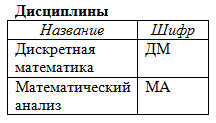 Дисциплины
Название Шифр
Дискретная ДМ
математика
Математический МА
анализ